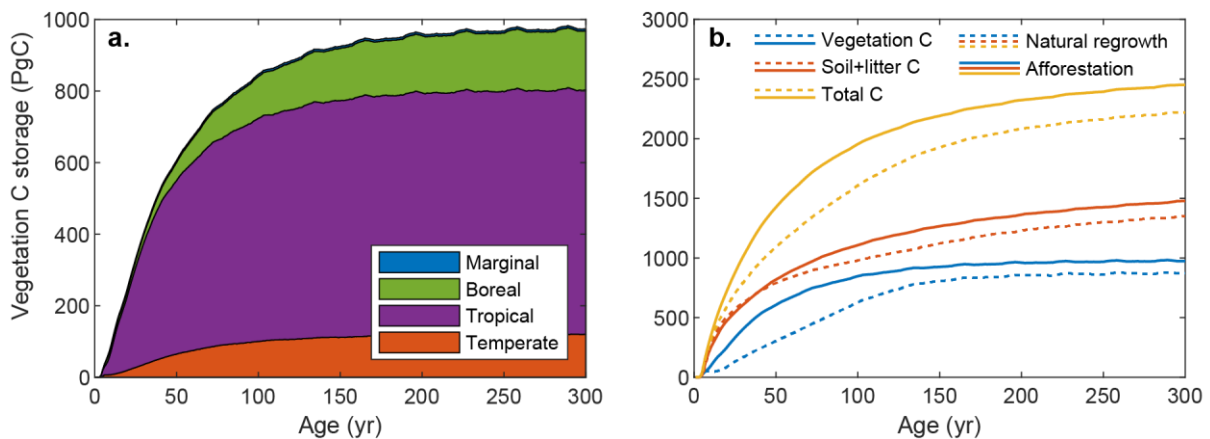 a.
Vegetation C storage (PgC)
1000
800
600
400
200
0
Marginal
Boreal
Tropical
Temperate
0 50 100 150 200 250 300
Age (yr)
b.
3000
2500
2000
1500
1000
500
0
Vegetation C
Soil+litter C
Total C
Natural regrowth
Afforestation
0 50 100 150 200 250 300
Age (yr)